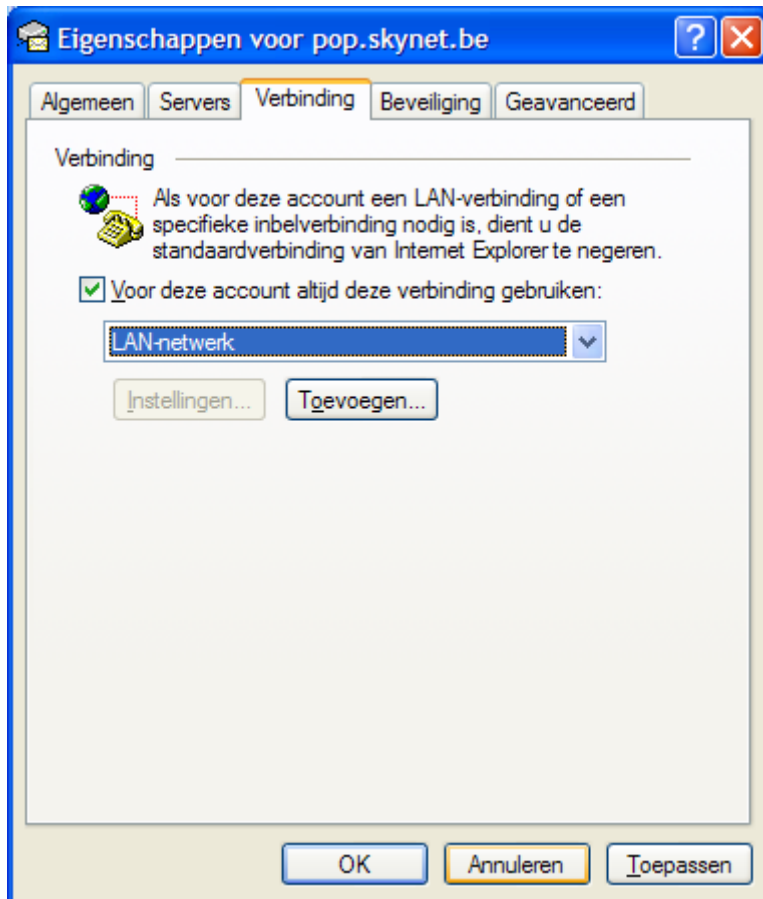 Eigenschappen voor pop.skynet.be
Algemeen Servers Verbinding Beveiliging Geavanceerd
Verbinding
Als voor deze account een LAN-verbinding of een
specifieke inbelverbinding nodig is, dient u de
standaardverbinding van Internet Explorer te negeren.
Voor deze account altijd deze verbinding gebruiken:
LAN-netwerk
Instellingen... Toevoegen...
OK Annuleren Toepassen